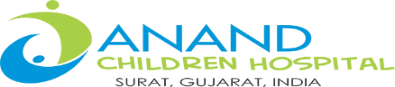 ANAND
CHILDREN HOSPITAL
SURAT, GUJARAT, INDIA